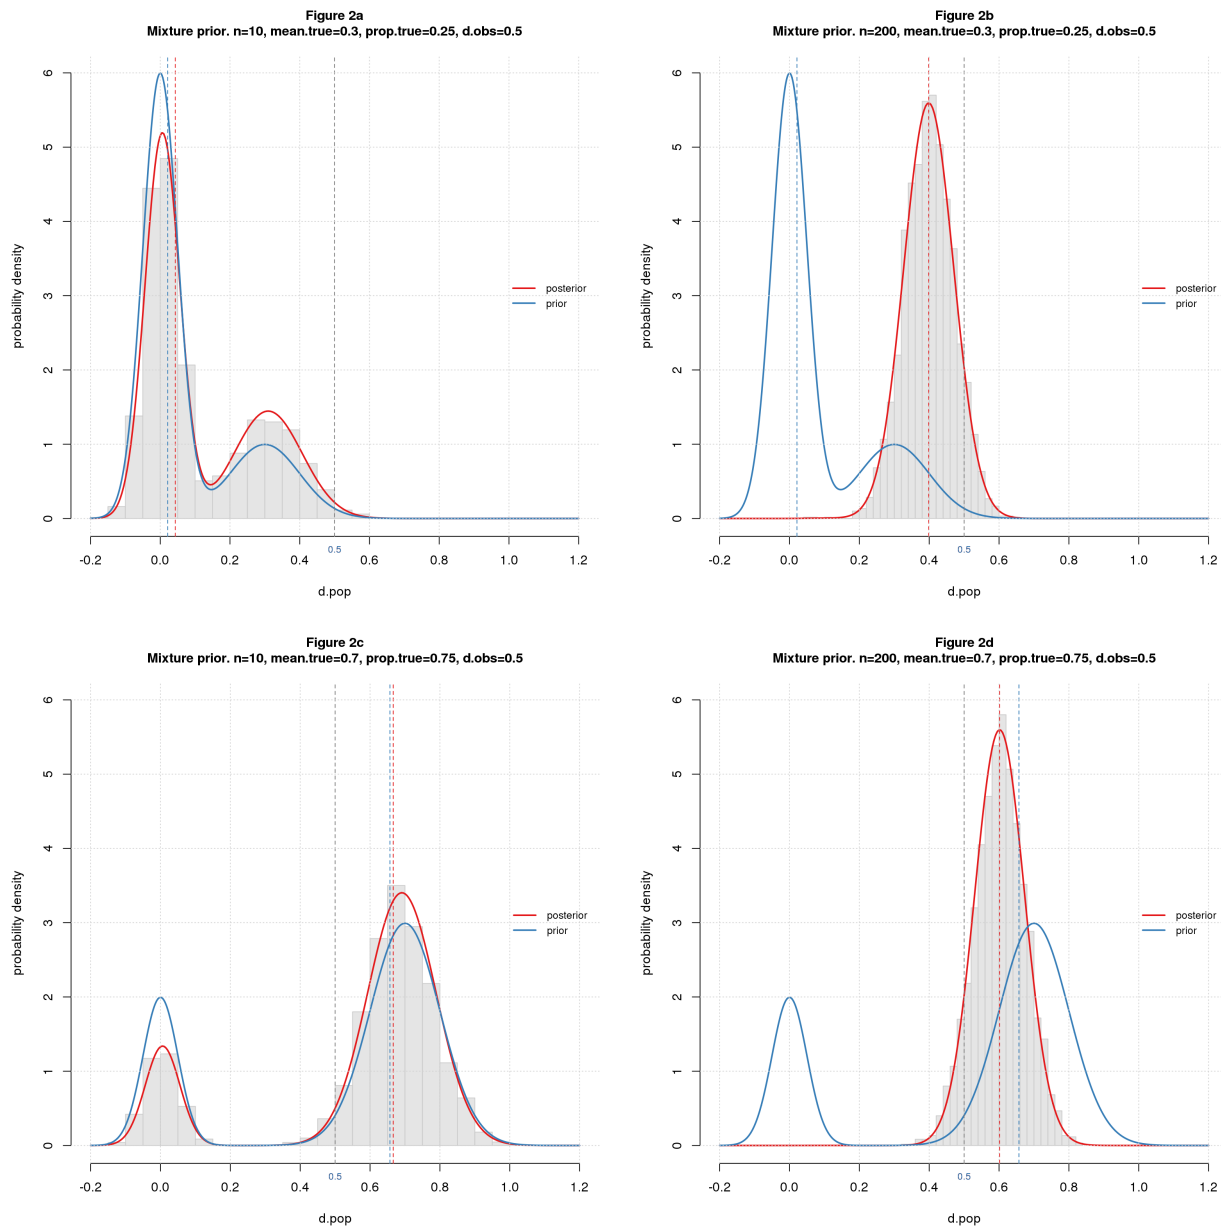 Figure 2a
Mixture prior. n=10, mean.true=0.3, prop.true=0.25, d.obs=0.5
probability density
6
5
4
3
2
1
0
posterior
prior
0.5
-0.2 0.0 0.2 0.4 0.6 0.8 1.0 1.2
d.pop
Figure 2b
Mixture prior. n=200, mean.true=0.3, prop.true=0.25, d.obs=0.5
probability density
6
5
4
3
2
1
0
posterior
prior
0.5
-0.2 0.0 0.2 0.4 0.6 0.8 1.0 1.2
d.pop
Figure 2c
Mixture prior. n=10, mean.true=0.7, prop.true=0.75, d.obs=0.5
probability density
6
5
4
3
2
1
0
posterior
prior
0.5
-0.2 0.0 0.2 0.4 0.6 0.8 1.0 1.2
d.pop
Figure 2d
Mixture prior. n=200, mean.true=0.7, prop.true=0.75, d.obs=0.5
probability density
6
5
4
3
2
1
0
posterior
prior
0.5
-0.2 0.0 0.2 0.4 0.6 0.8 1.0 1.2
d.pop